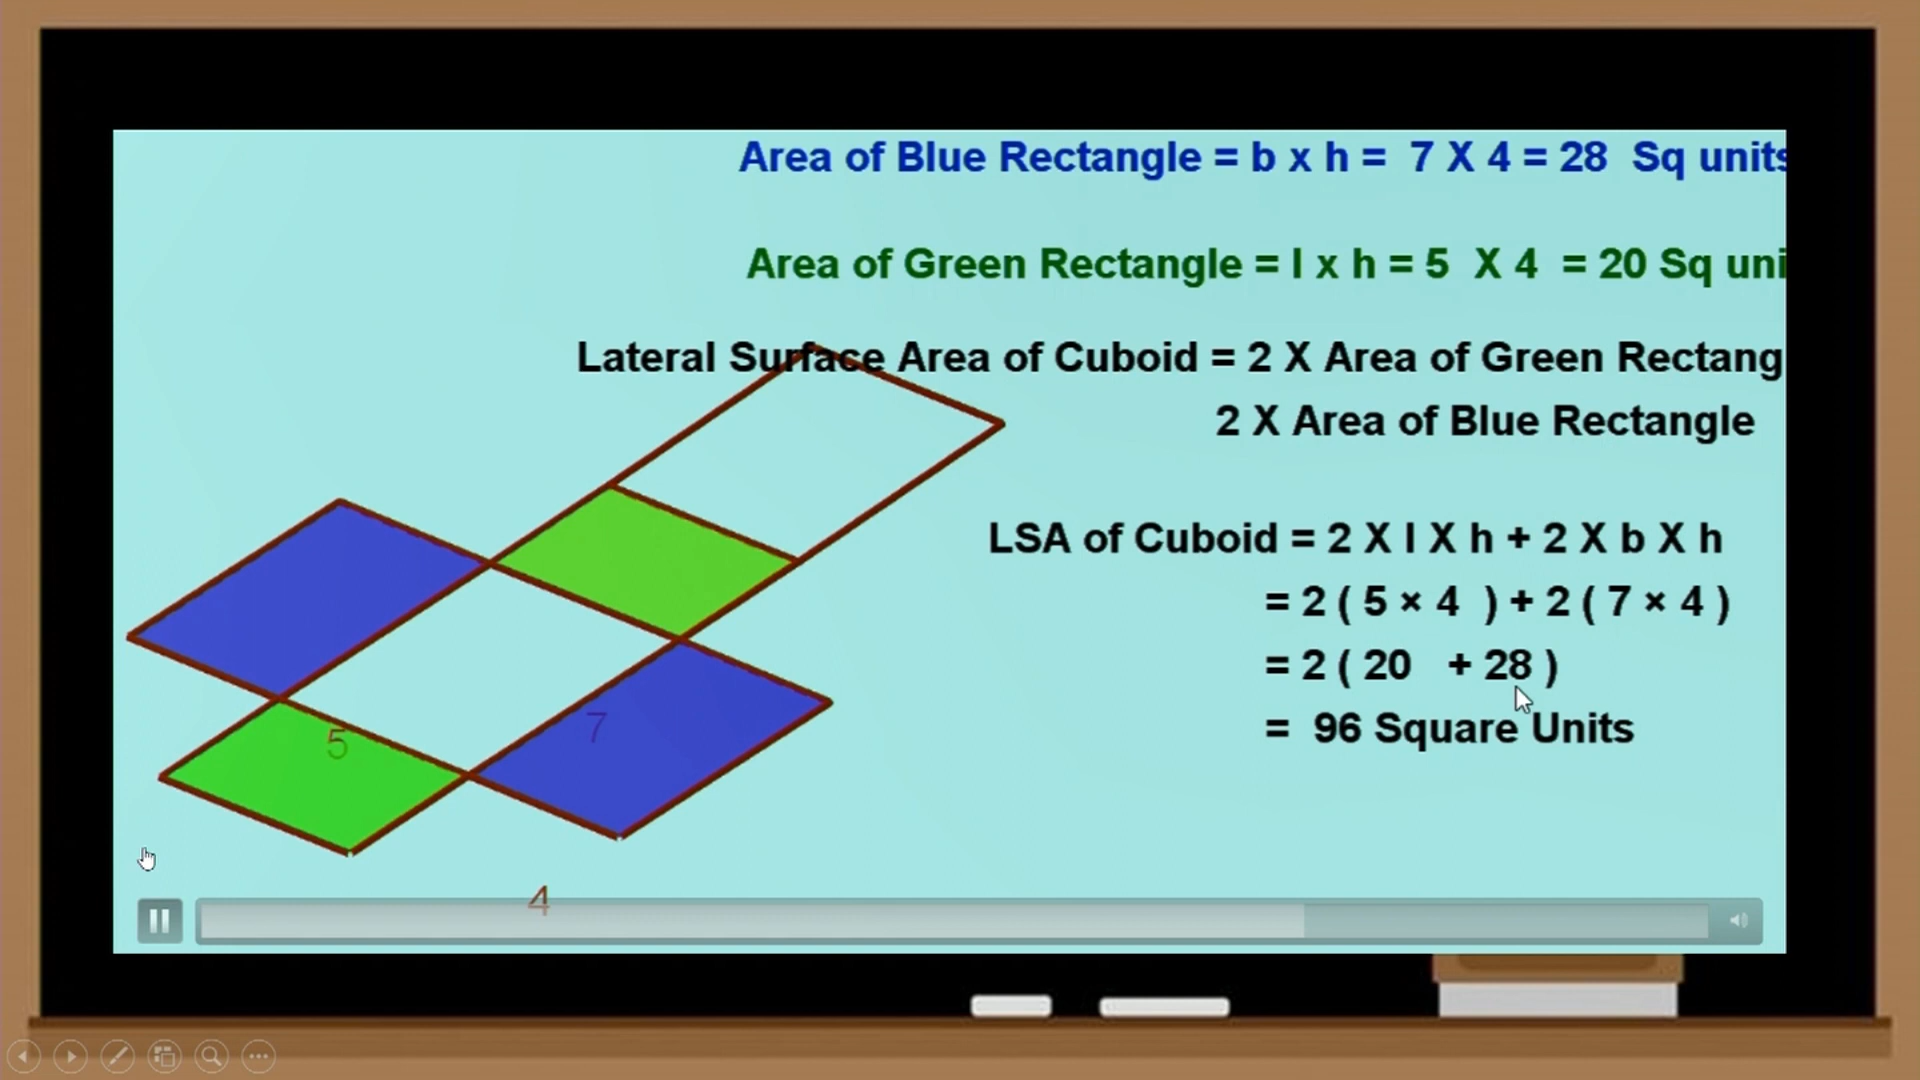 Area of Blue Rectangle = b x h = 7 X 4 = 28 Sq units
Area of Green Rectangle = l x h = 5 X 4 = 20 Sq uni
Lateral Surface Area of Cuboid = 2 X Area of Green Rectang
2 X Area of Blue Rectangle
LSA of Cuboid = 2 X l X h + 2 X b X h
= 2 ( 5 × 4 ) + 2 ( 7 × 4 )
= 2 ( 20 + 28 )
= 96 Square Units
5
7
4